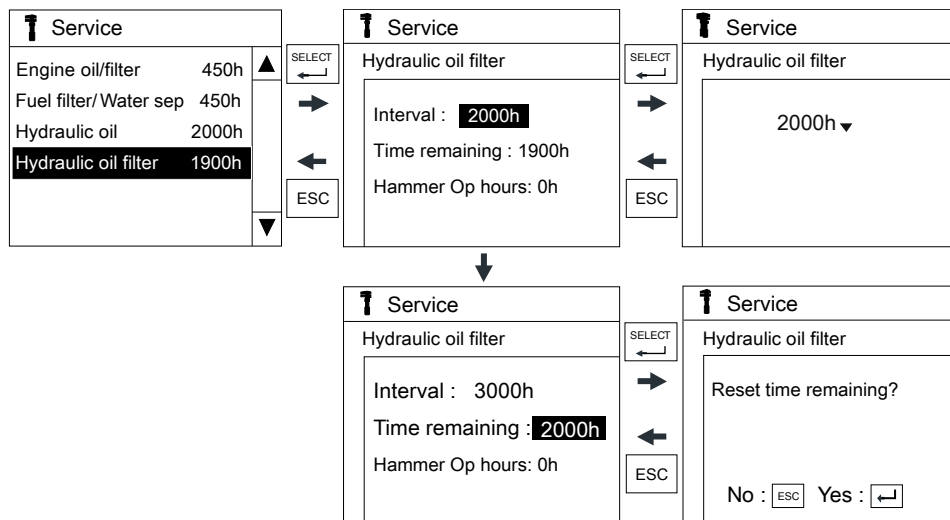 Service
Engine oil/filter 450h
Fuel filter/ Water sep 450h
Hydraulic oil 2000h
Hydraulic oil filter 1900h
SELECT
ESC
Service
Hydraulic oil filter
Interval : 2000h
Time remaining : 1900h
Hammer Op hours: 0h
SELECT
ESC
Service
Hydraulic oil filter
2000h
Service
Hydraulic oil filter
Interval : 3000h
Time remaining : 2000h
Hammer Op hours: 0h
SELECT
ESC
Service
Hydraulic oil filter
Reset time remaining?
No : ESC Yes :